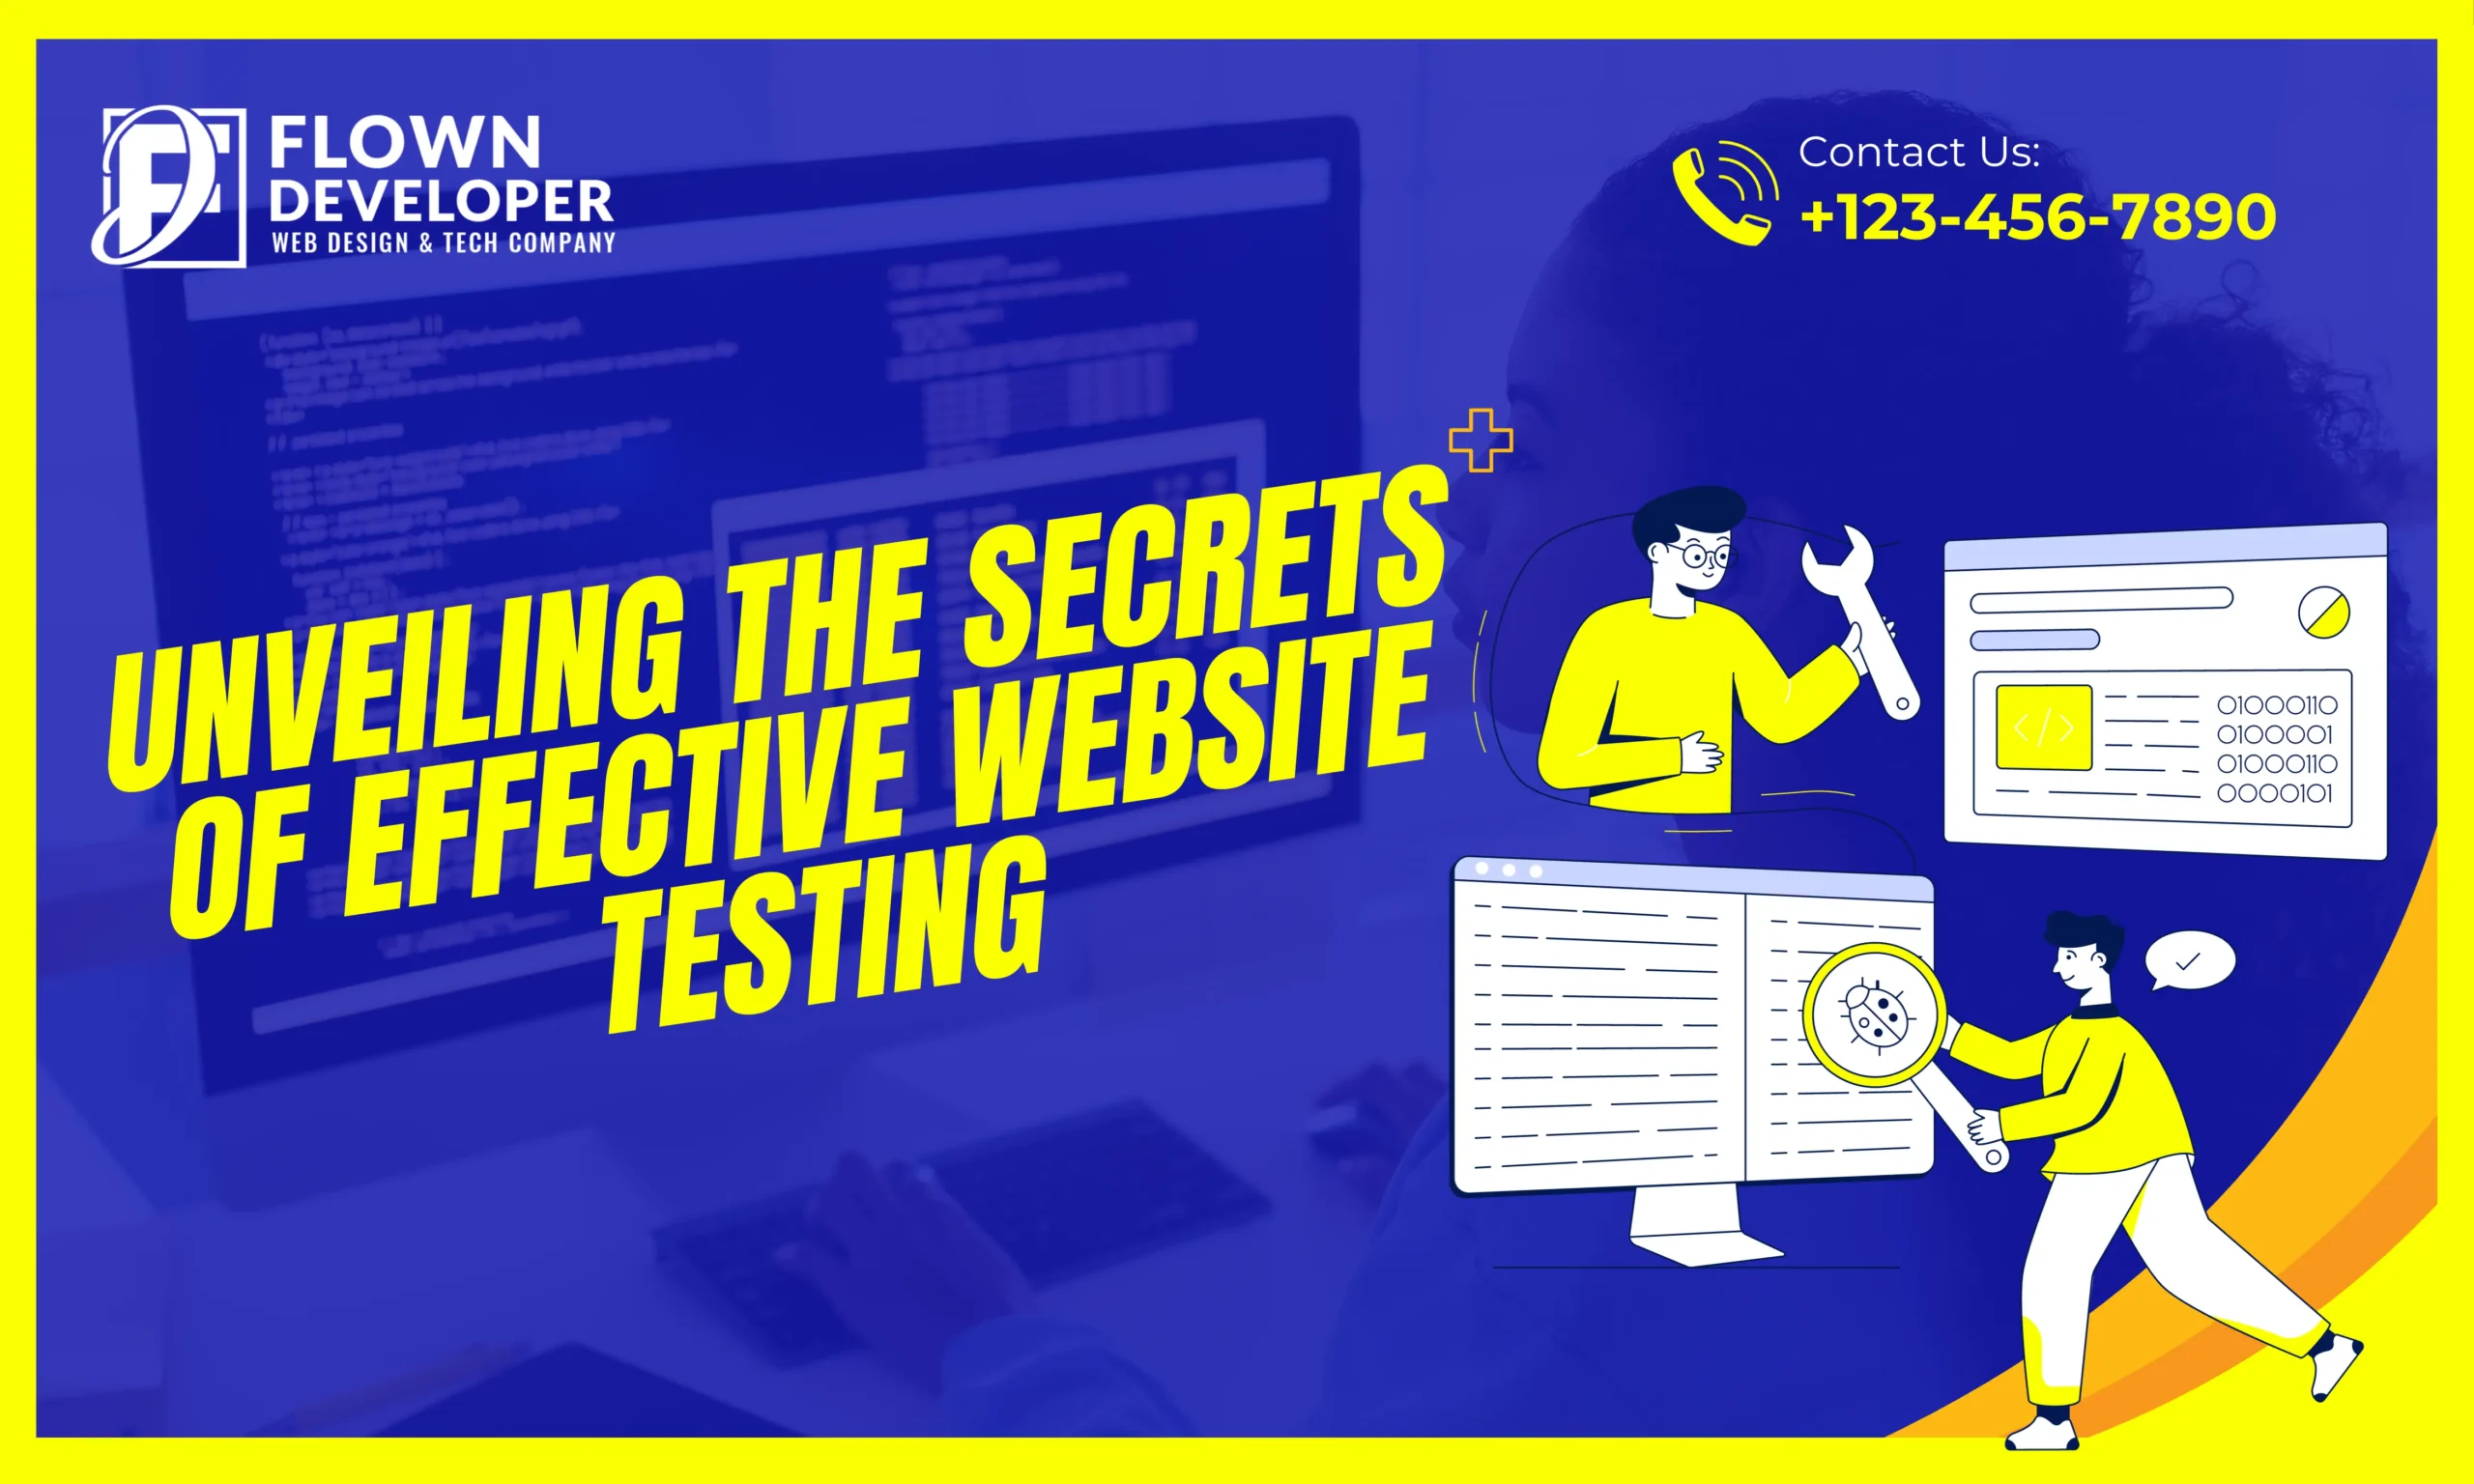 FLOWN
DEVELOPER
WEB DESIGN & TECH COMPANY
Contact Us:
+123-456-7890
UNVEILING THE SECRETS
OF EFFECTIVE WEBSITE
TESTING
</>
01000110
0100001
01000110
0000101